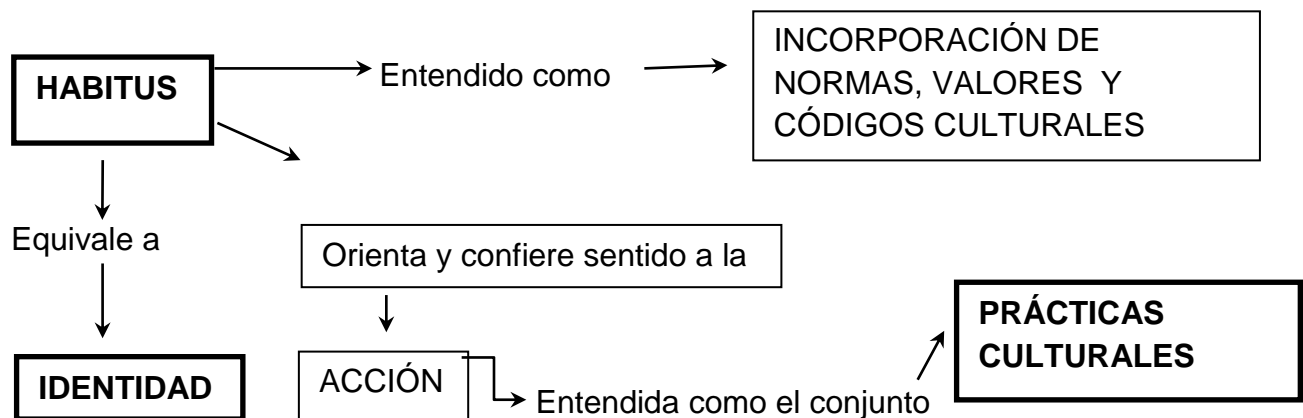 HABITUS
Entendido como
INCORPORACIÓN DE
NORMAS, VALORES Y
CÓDIGOS CULTURALES
Equivale a
Orienta y confiere sentido a la
IDENTIDAD
ACCIÓN
Entendida como el conjunto
PRÁCTICAS
CULTURALES